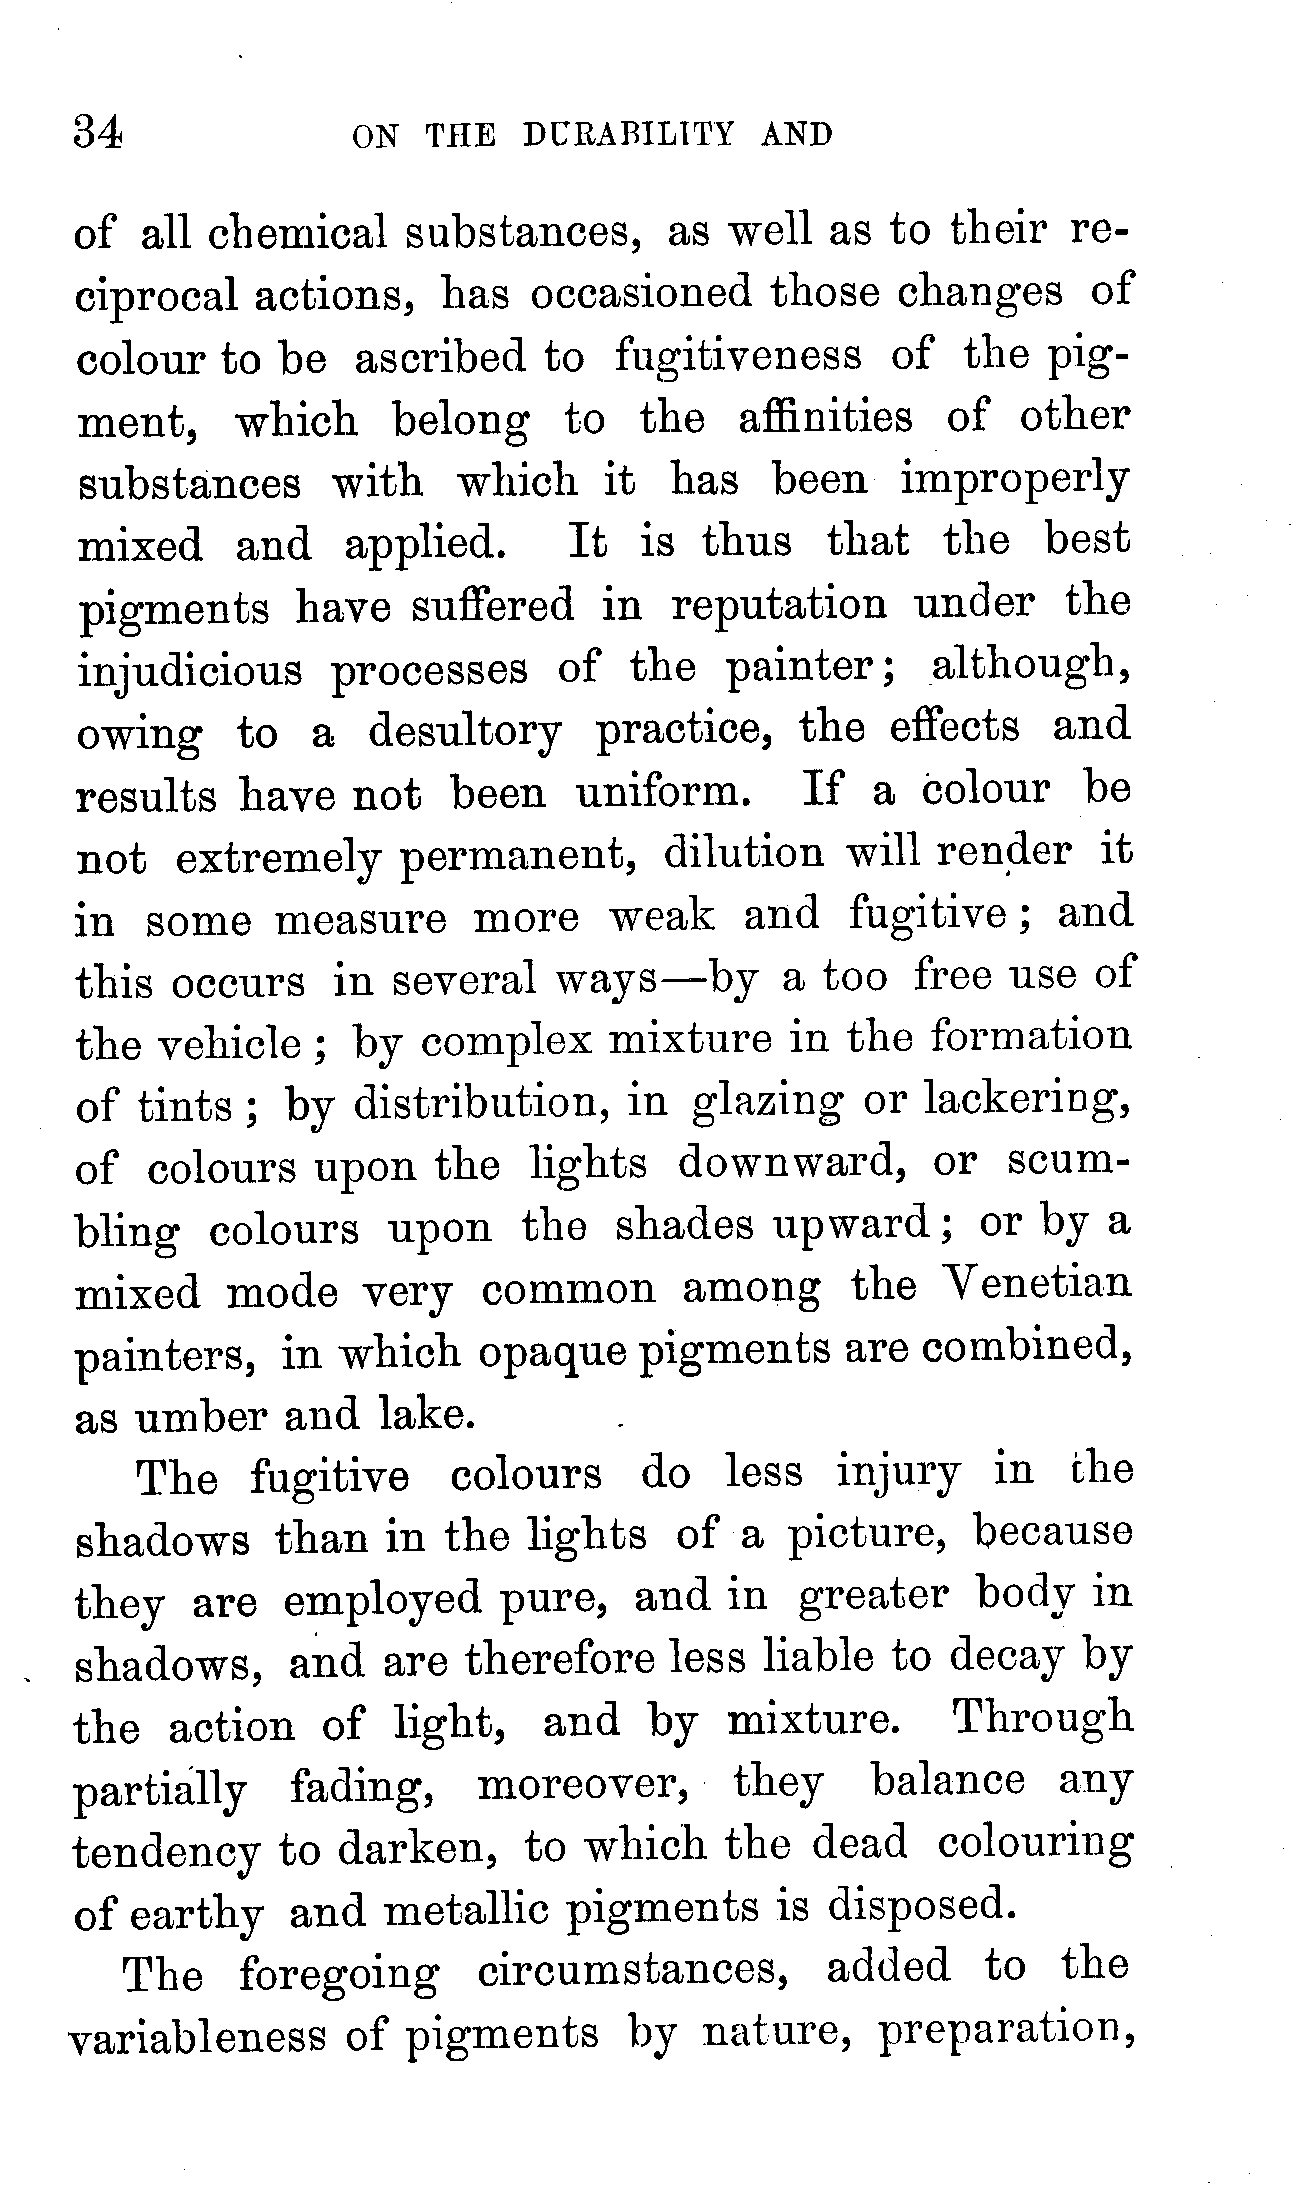 34 ON THE DURABILITY AND
of all chemical substances, as well as to their re-
ciprocal actions, has occasioned those changes of
colour to be ascribed to fugitiveness of the pig-
ment, which belong to the affinities of other
substances with which it has been improperly
mixed and applied. It is thus that the best
pigments have suffered in reputation under the
injudicious processes of the painter; although,
owing to a desultory practice, the effects and
results have not been uniform. If a colour be
not extremely permanent, dilution will render it
in some measure more weak and fugitive; and
this occurs in several ways—by a too free use of
the vehicle; by complex mixture in the formation
of tints; by distribution, in glazing or lackering,
of colours upon the lights downward, or scum-
bling colours upon the shades upward; or by a
mixed mode very common among the Venetian
painters, in which opaque pigments are combined,
as umber and lake.
The fugitive colours do less injury in the
shadows than in the lights of a picture, because
they are employed pure, and in greater body in
shadows, and are therefore less liable to decay by
the action of light, and by mixture. Through
partially fading, moreover, they balance any
tendency to darken, to which the dead colouring
of earthy and metallic pigments is disposed.
The foregoing circumstances, added to the
variableness of pigments by nature, preparation,